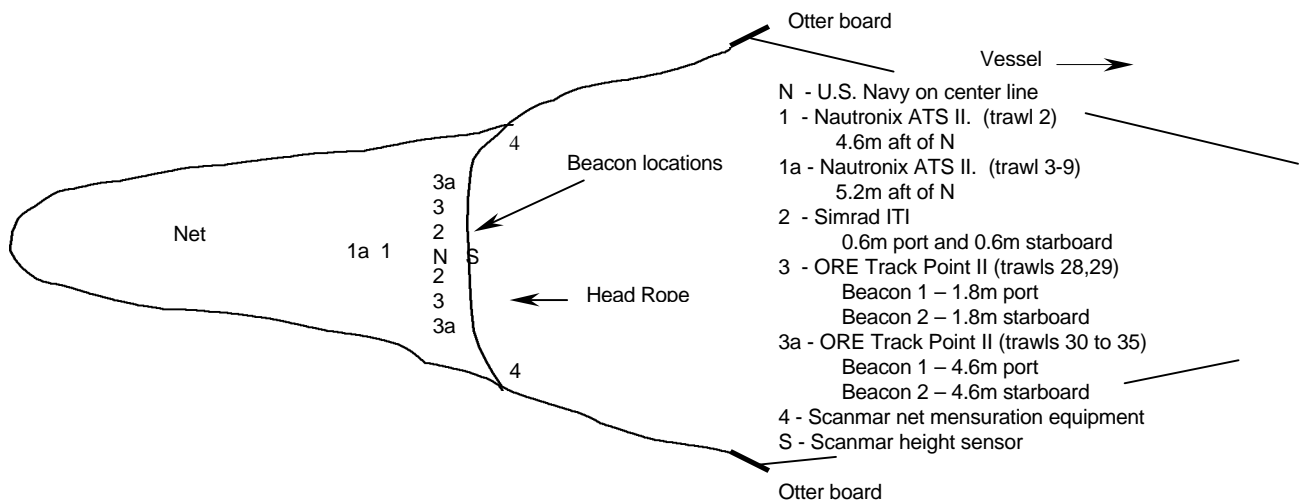 Otter board
Vessel
N - U.S. Navy on center line
1 - Nautronix ATS II. (trawl 2)
4.6m aft of N
1a - Nautronix ATS II. (trawl 3-9)
5.2m aft of N
2 - Simrad ITI
0.6m port and 0.6m starboard
3 - ORE Track Point II (trawls 28,29)
Beacon 1 – 1.8m port
Beacon 2 – 1.8m starboard
3a - ORE Track Point II (trawls 30 to 35)
Beacon 1 – 4.6m port
Beacon 2 – 4.6m starboard
4 - Scanmar net mensuration equipment
S - Scanmar height sensor
Otter board
4
Beacon locations
3a
3
2
Net
1a 1
N S
2
3
Head Rope
3a
4